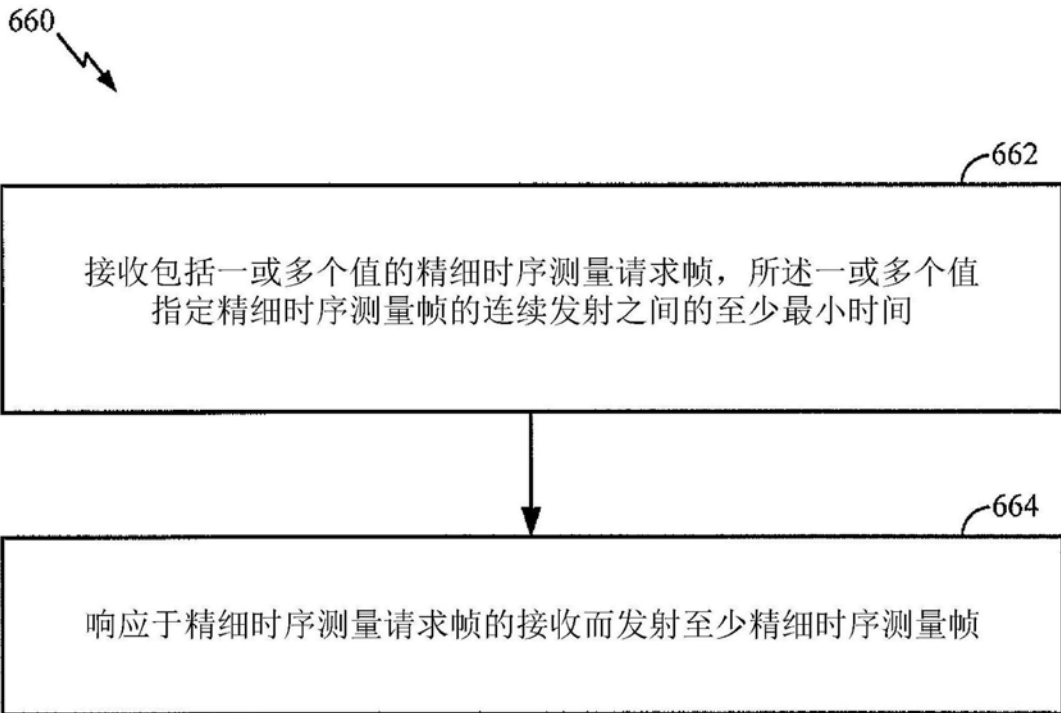 660
662
接收包括一或多个值的精细时序测量请求帧，所述一或多个值
指定精细时序测量帧的连续发射之间的至少最小时间
664
响应于精细时序测量请求帧的接收而发射至少精细时序测量帧